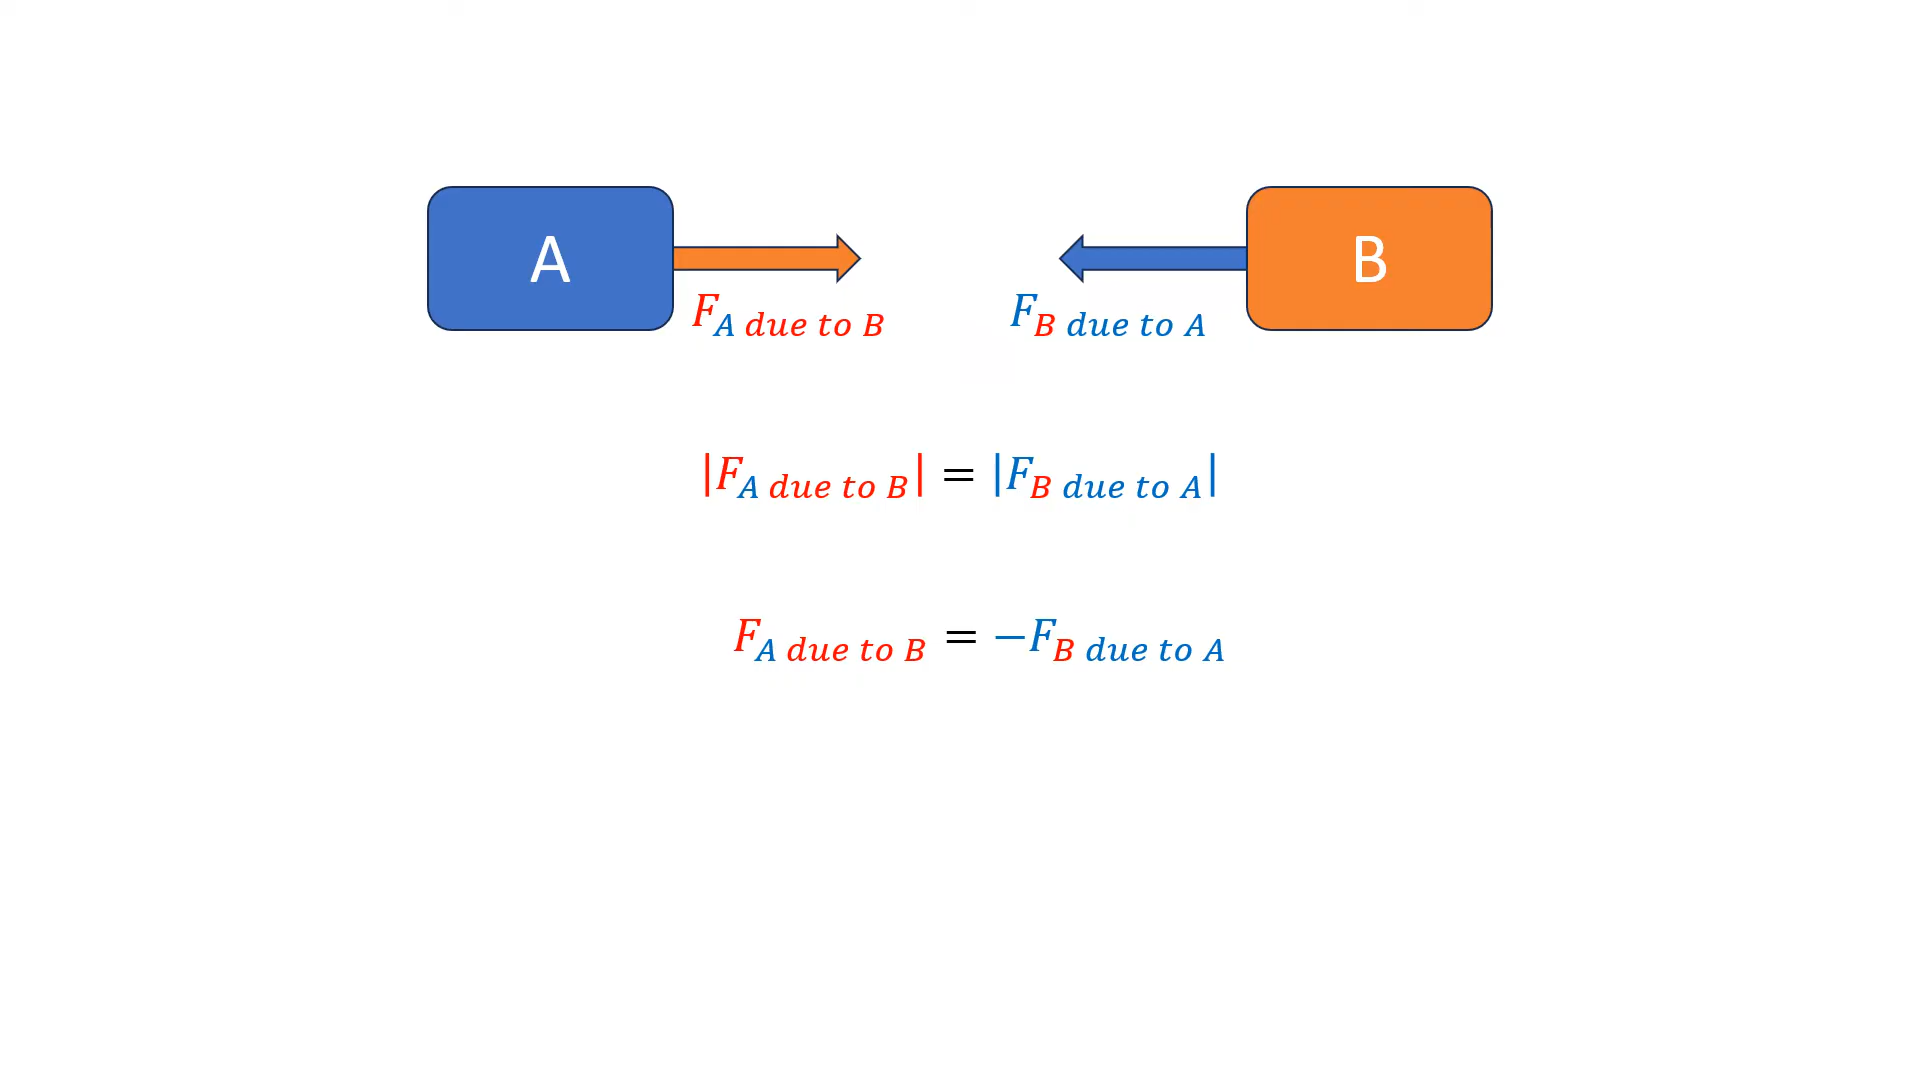 A B
F_A due to B F_B due to A
|F_A due to B| = |F_B due to A|
F_A due to B = −F_B due to A